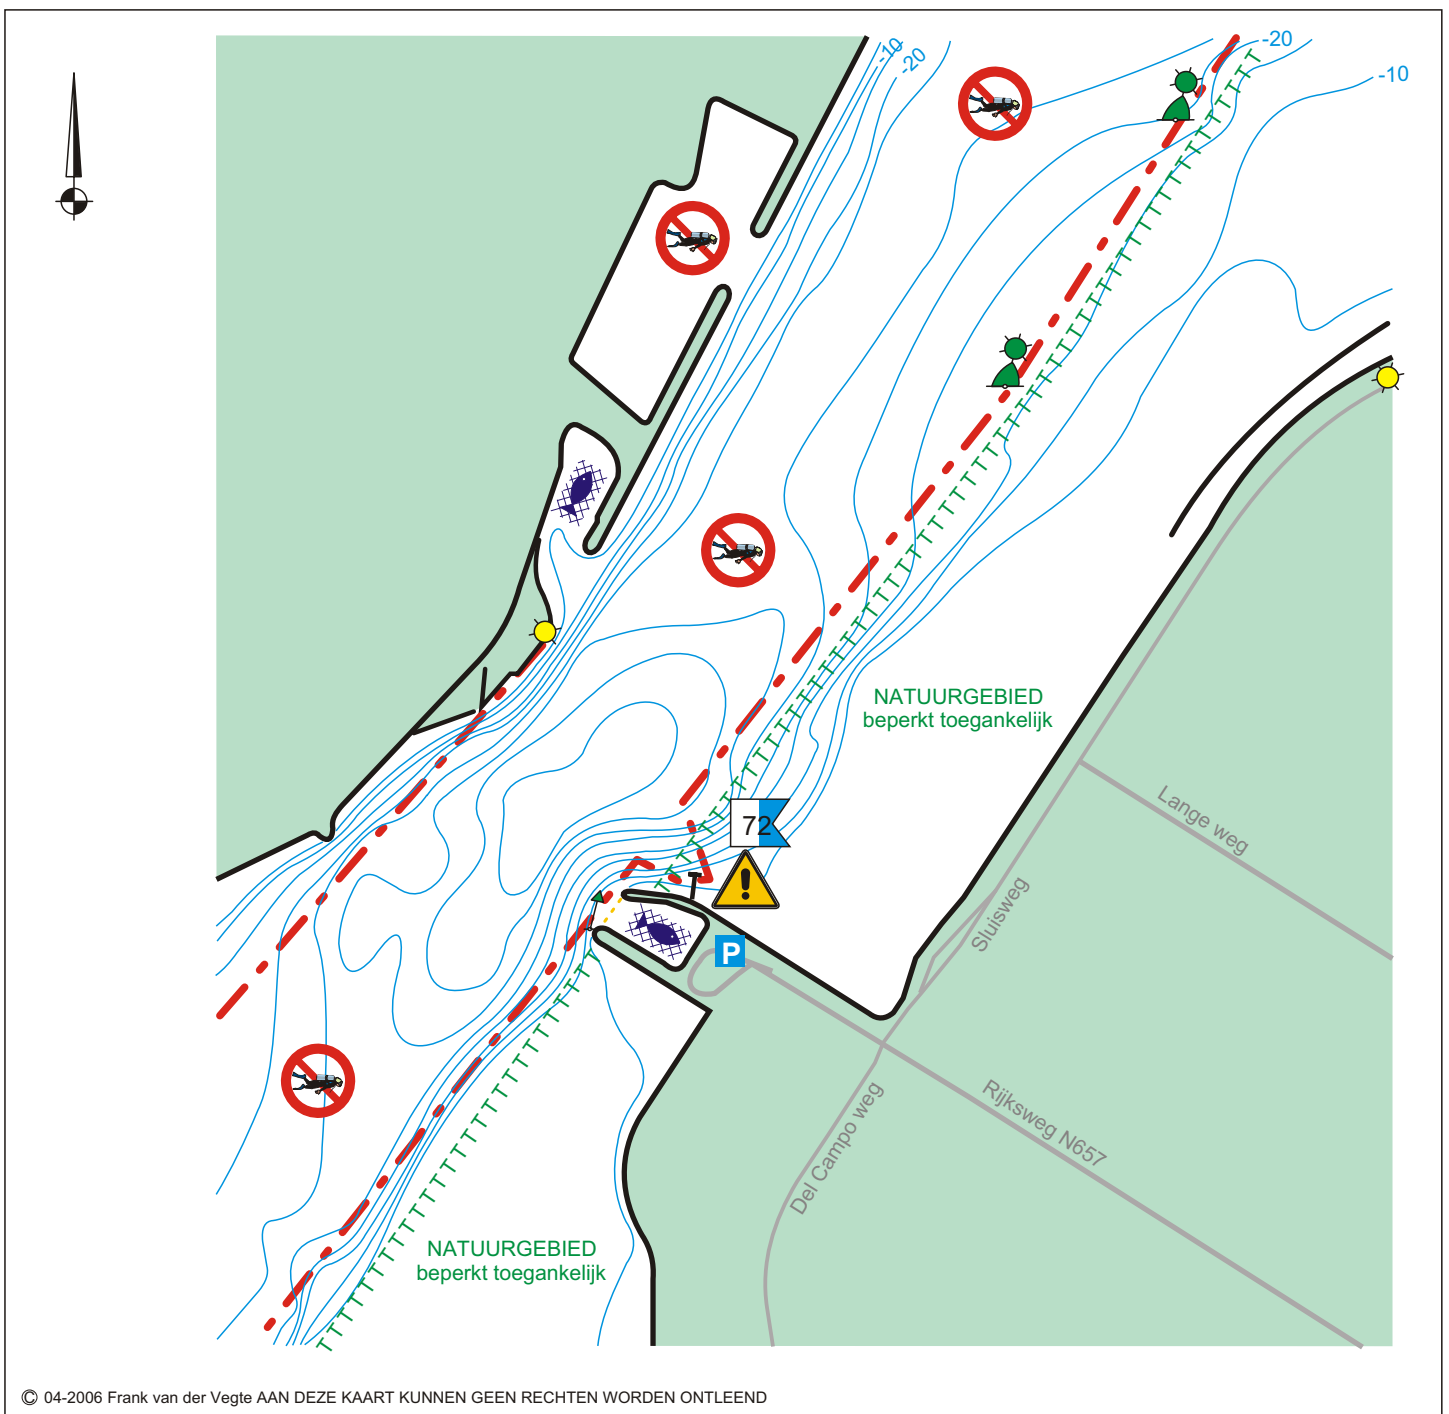 -10
-20
-20
-10
NATUURGEBIED
beperkt toegankelijk
72
Lange weg
Sluisweg
P
Rijksweg N657
Del Campo weg
NATUURGEBIED
beperkt toegankelijk
© 04-2006 Frank van der Vegte AAN DEZE KAART KUNNEN GEEN RECHTEN WORDEN ONTLEEND